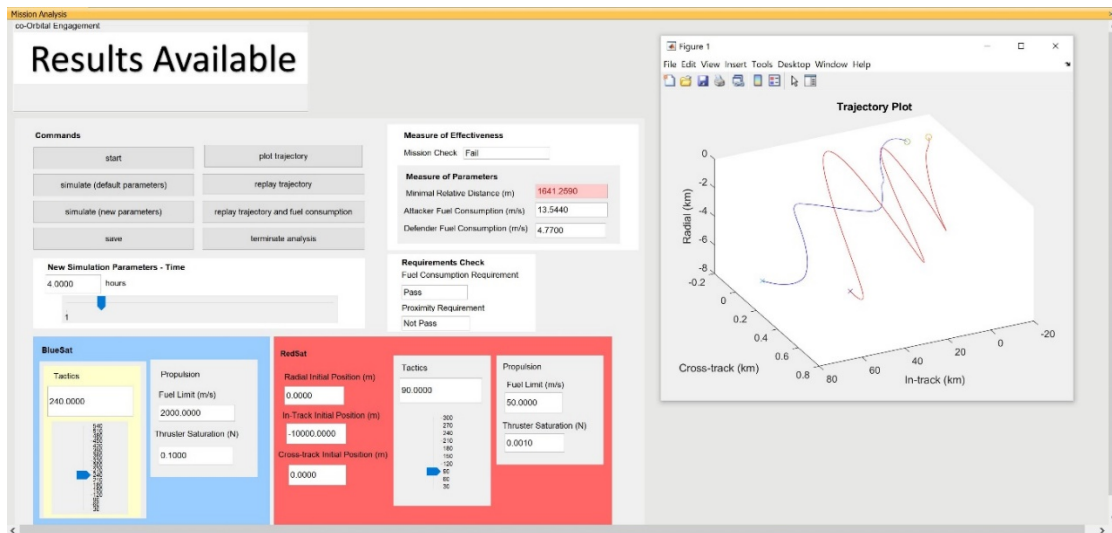 Mission Analysis
co-Orbital Engagement
Results Available
Commands
start
plot trajectory
simulate (default parameters)
replay trajectory
simulate (new parameters)
replay trajectory and fuel consumption
save
terminate analysis
New Simulation Parameters - Time
4.0000 hours
1
Measure of Effectiveness
Mission Check Fail
Measure of Parameters
Minimal Relative Distance (m) 1641.2690
Attacker Fuel Consumption (m/s) 13.5440
Defender Fuel Consumption (m/s) 4.7700
Requirements Check
Fuel Consumption Requirement
Pass
Proximity Requirement
Not Pass
BlueSat
Tactics
240.0000
Propulsion
Fuel Limit (m/s)
2000.0000
Thruster Saturation (N)
0.1000
RedSat
Radial Initial Position (m)
0.0000
In-Track Initial Position (m)
-10000.0000
Cross-track Initial Position (m)
0.0000
Tactics
90.0000
300
270
240
210
180
150
120
90
60
30
Propulsion
Fuel Limit (m/s)
50.0000
Thruster Saturation (N)
0.0010
Figure 1
File Edit View Insert Tools Desktop Window Help
Trajectory Plot
Radial (km)
0
-2
-4
-6
-8
-0.2
0
0.2
0.4
0.6
0.8
Cross-track (km)
80
60
40
20
0
-20
In-track (km)